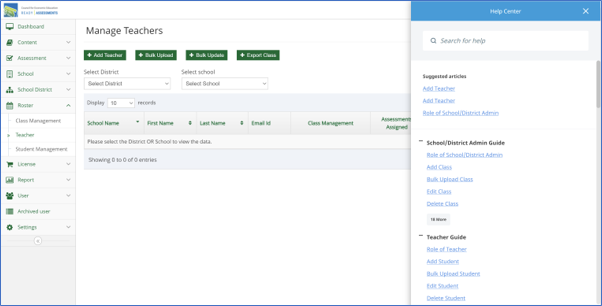 READY | ASSESSMENTS
Dashboard
Content
Assessment
School
School District
Roster
Class Management
Teacher
Student Management
License
Report
User
Archived user
Settings
Manage Teachers
Add Teacher
Bulk Upload
Bulk Update
Export Class
Select District
Select school
Select District
Select School
Display 10 records
School Name First Name Last Name Email Id Class Management Assessment Assigned
Please select the District OR School to view the data.
Showing 0 to 0 of 0 entries
Help Center
Search for help
Suggested articles
Add Teacher
Add Teacher
Role of School/District Admin
School/District Admin Guide
Role of School/District Admin
Add Class
Bulk Upload Class
Edit Class
Delete Class
18 More
Teacher Guide
Role of Teacher
Add Student
Bulk Upload Student
Edit Student
Delete Student